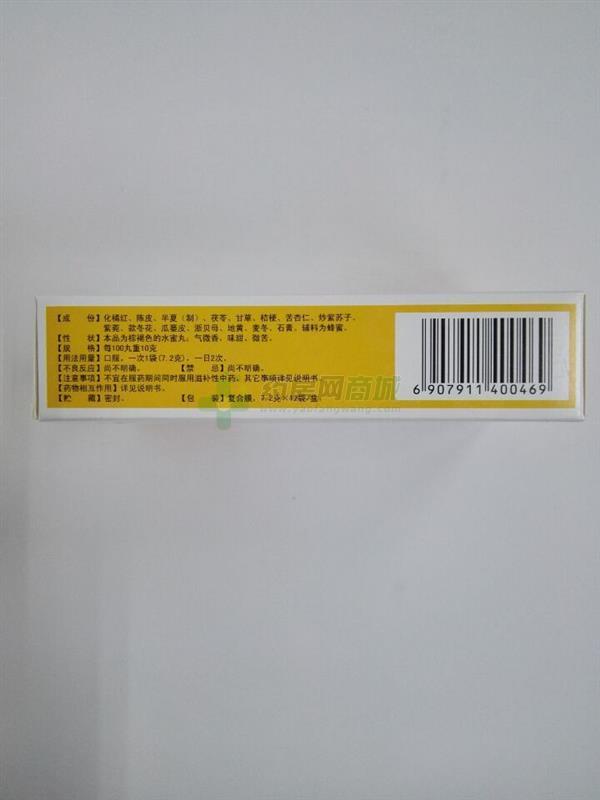 【成　份】化橘红、陈皮、半夏（制）、茯苓、甘草、桔梗、苦杏仁、炒紫苏子、
紫菀、款冬花、瓜蒌皮、浙贝母、地黄、麦冬、石膏，辅料为蜂蜜。
【性　状】本品为棕褐色的水蜜丸；气微香，味甜、微苦。
【规　格】每100丸重10克
【用法用量】口服，一次1袋(7.2克)，一日2次。
【不良反应】尚不明确。　【禁　忌】尚不明确。
【注意事项】不宜在服药期间同时服用滋补性中药。其它事项详见说明书。
【药物相互作用】详见说明书。
【贮　藏】密封。　【包　装】复合膜，7.2克×12袋/盒
6 907911 400469
药房网商城
www.yaofangwang.com